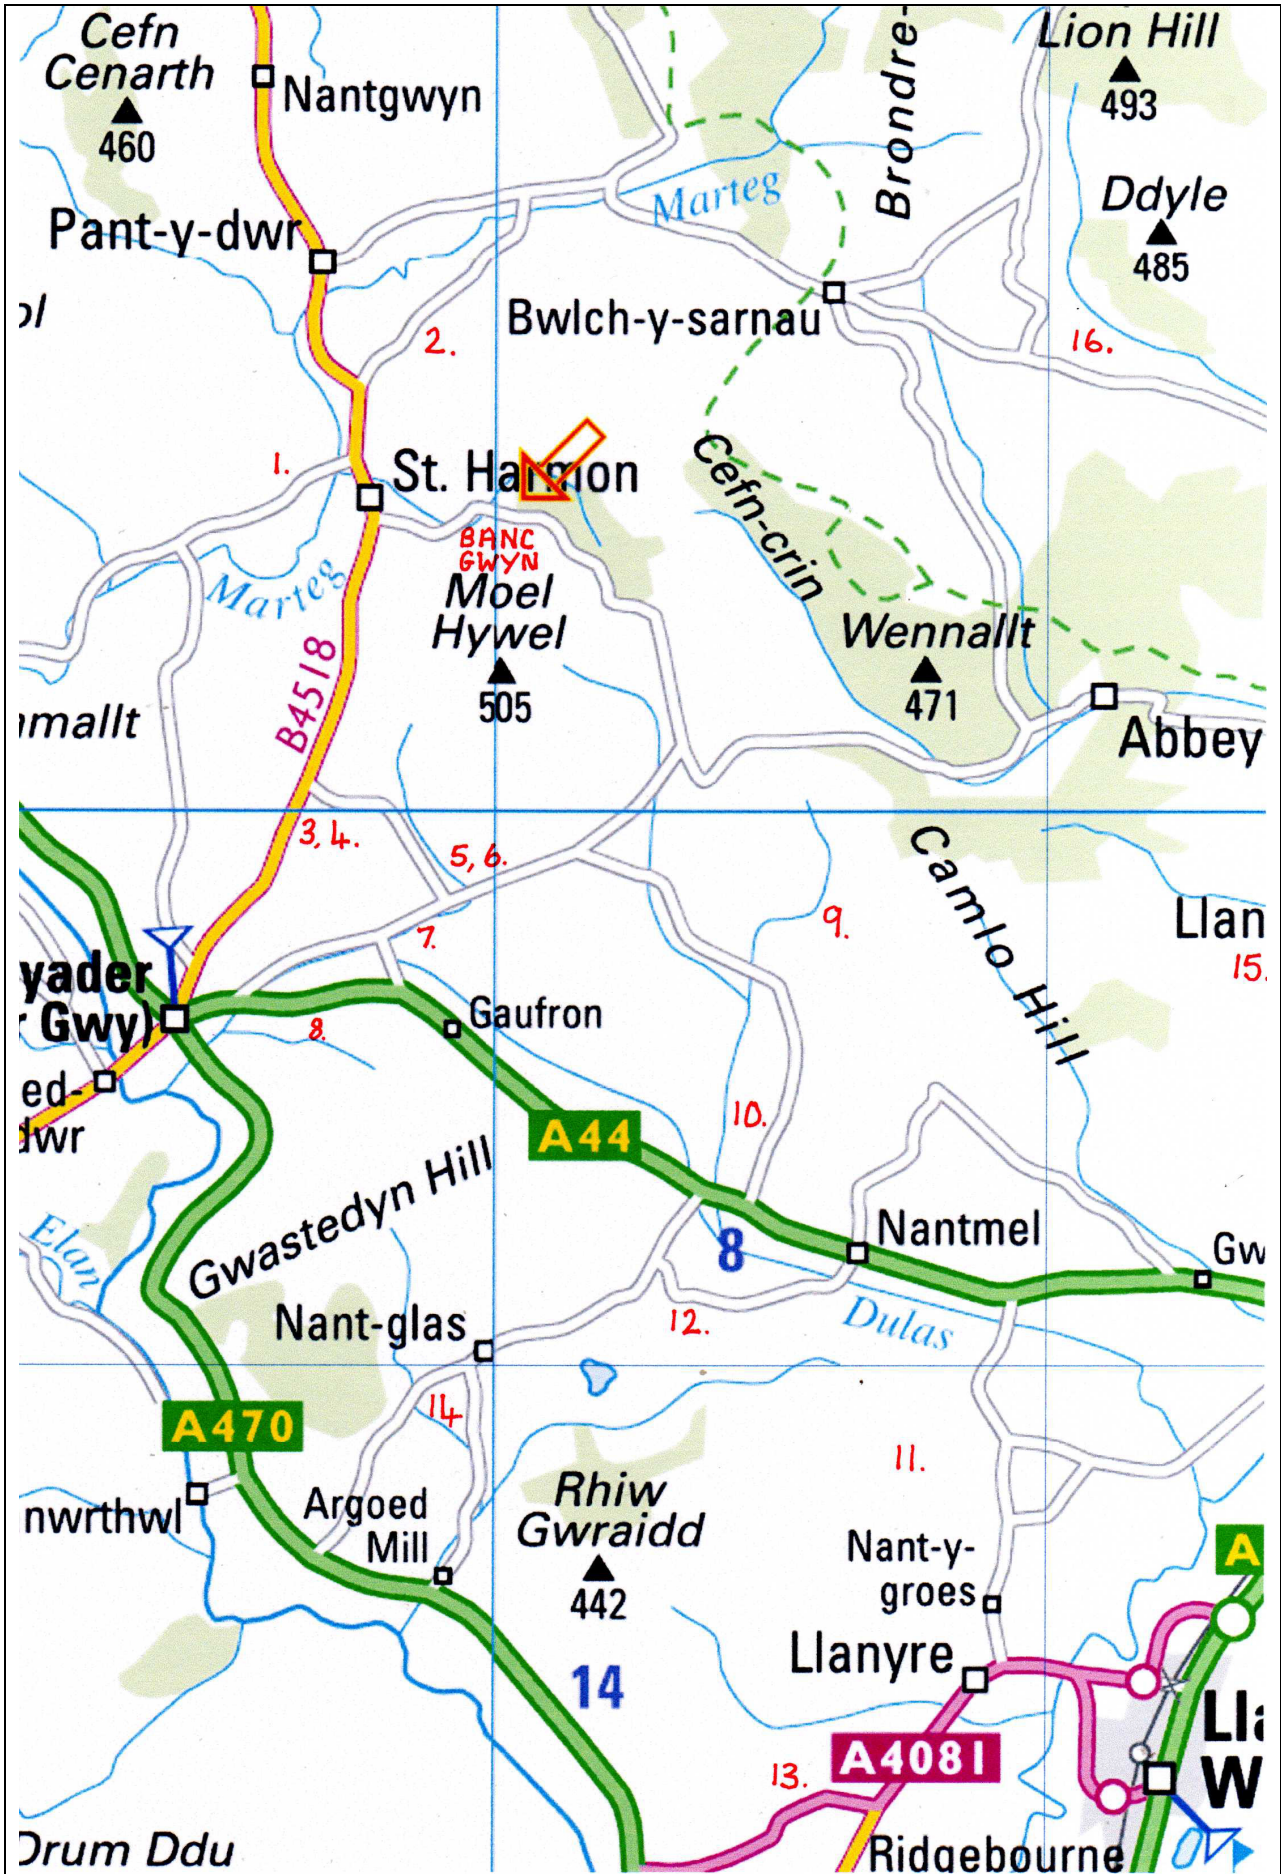 Cefn
Cenarth
460
Nantgwyn
Brondre-
Lion Hill
493
Marteg
Ddyle
485
Pant-y-dwr
ol
Bwlch-y-sarnau
2.
16.
1.
St. Harmon
Cefn-crin
BANC
GWYN
Marteg
Moel
Hywel
505
Wennallt
471
B4518
mallt
Abbey
3, 4.
5, 6.
Camlo Hill
7.
9.
Llan
15.
yader
Gwy)
8.
Gaufron
ed-
dwr
10.
A44
Elan
Gwastedyn Hill
8
Nantmel
Gw
Nant-glas
12.
Dulas
14
A470
11.
nwrthwl
Argoed
Mill
Rhiw
Gwraidd
442
Nant-y-
groes
A
Llanyre
14
A4081
13.
Ll
W
Drum Ddu
Ridgebourne